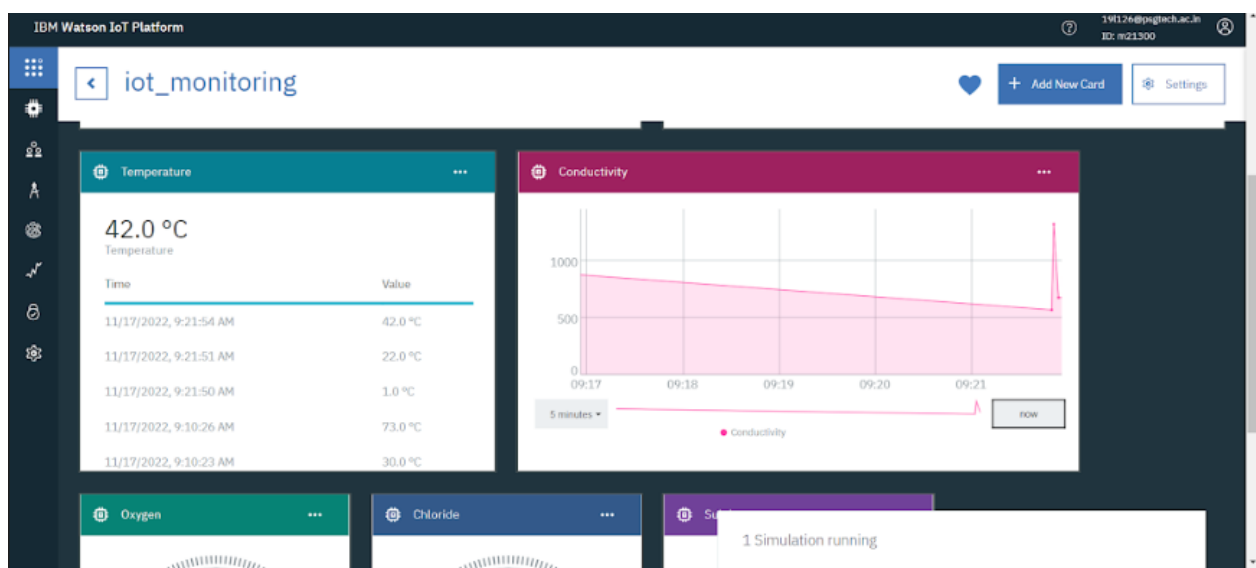 IBM Watson IoT Platform
19l126@psgtech.ac.in
ID: m21300
iot_monitoring
+ Add New Card
Settings
Temperature
Conductivity
42.0 °C
Temperature
Time Value
11/17/2022, 9:21:54 AM 42.0 °C
11/17/2022, 9:21:51 AM 22.0 °C
11/17/2022, 9:21:50 AM 1.0 °C
11/17/2022, 9:10:26 AM 73.0 °C
11/17/2022, 9:10:23 AM 30.0 °C
1000
500
0
09:17 09:18 09:19 09:20 09:21
5 minutes
now
Conductivity
Oxygen
Chloride
1 Simulation running